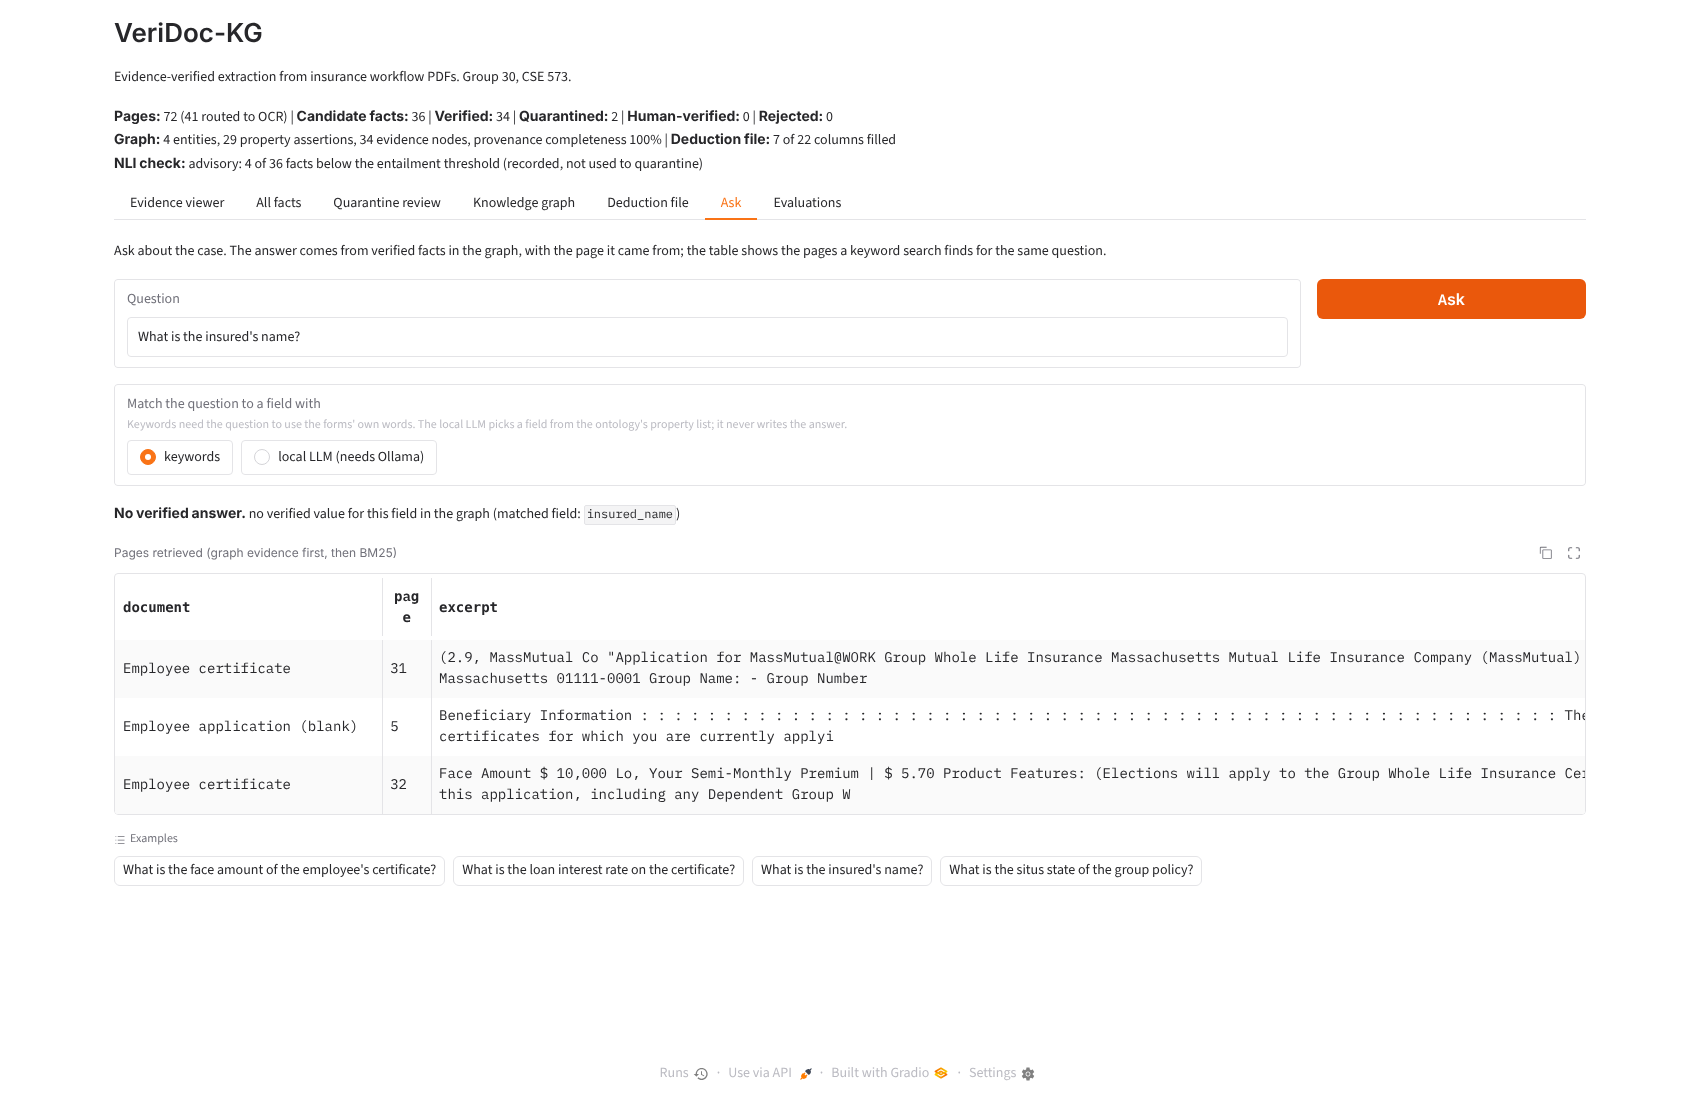 VeriDoc-KG
Evidence-verified extraction from insurance workflow PDFs. Group 30, CSE 573.
Pages: 72 (41 routed to OCR) | Candidate facts: 36 | Verified: 34 | Quarantined: 2 | Human-verified: 0 | Rejected: 0
Graph: 4 entities, 29 property assertions, 34 evidence nodes, provenance completeness 100% | Deduction file: 7 of 22 columns filled
NLI check: advisory: 4 of 36 facts below the entailment threshold (recorded, not used to quarantine)
Evidence viewer All facts Quarantine review Knowledge graph Deduction file Ask Evaluations
Ask about the case. The answer comes from verified facts in the graph, with the page it came from; the table shows the pages a keyword search finds for the same question.
Question
What is the insured's name?
Ask
Match the question to a field with
Keywords need the question to use the forms' own words. The local LLM picks a field from the ontology's property list; it never writes the answer.
keywords local LLM (needs Ollama)
No verified answer. no verified value for this field in the graph (matched field: insured_name)
Pages retrieved (graph evidence first, then BM25)
document page excerpt
Employee certificate 31 (2.9, MassMutual Co "Application for MassMutual@WORK Group Whole Life Insurance Massachusetts Mutual Life Insurance Company (MassMutual)
Massachusetts 01111-0001 Group Name: - Group Number
Employee application (blank) 5 Beneficiary Information : : : : : : : : : : : : : : : : : : : : : : : : : : : : : : : : : : : : : : : : : : : : : : : : : : : : : : : : : : : : : : : : : : : The
certificates for which you are currently applyi
Employee certificate 32 Face Amount $ 10,000 Lo, Your Semi-Monthly Premium | $ 5.70 Product Features: (Elections will apply to the Group Whole Life Insurance Cer
this application, including any Dependent Group W
Examples
What is the face amount of the employee's certificate? What is the loan interest rate on the certificate? What is the insured's name? What is the situs state of the group policy?
Runs · Use via API · Built with Gradio · Settings